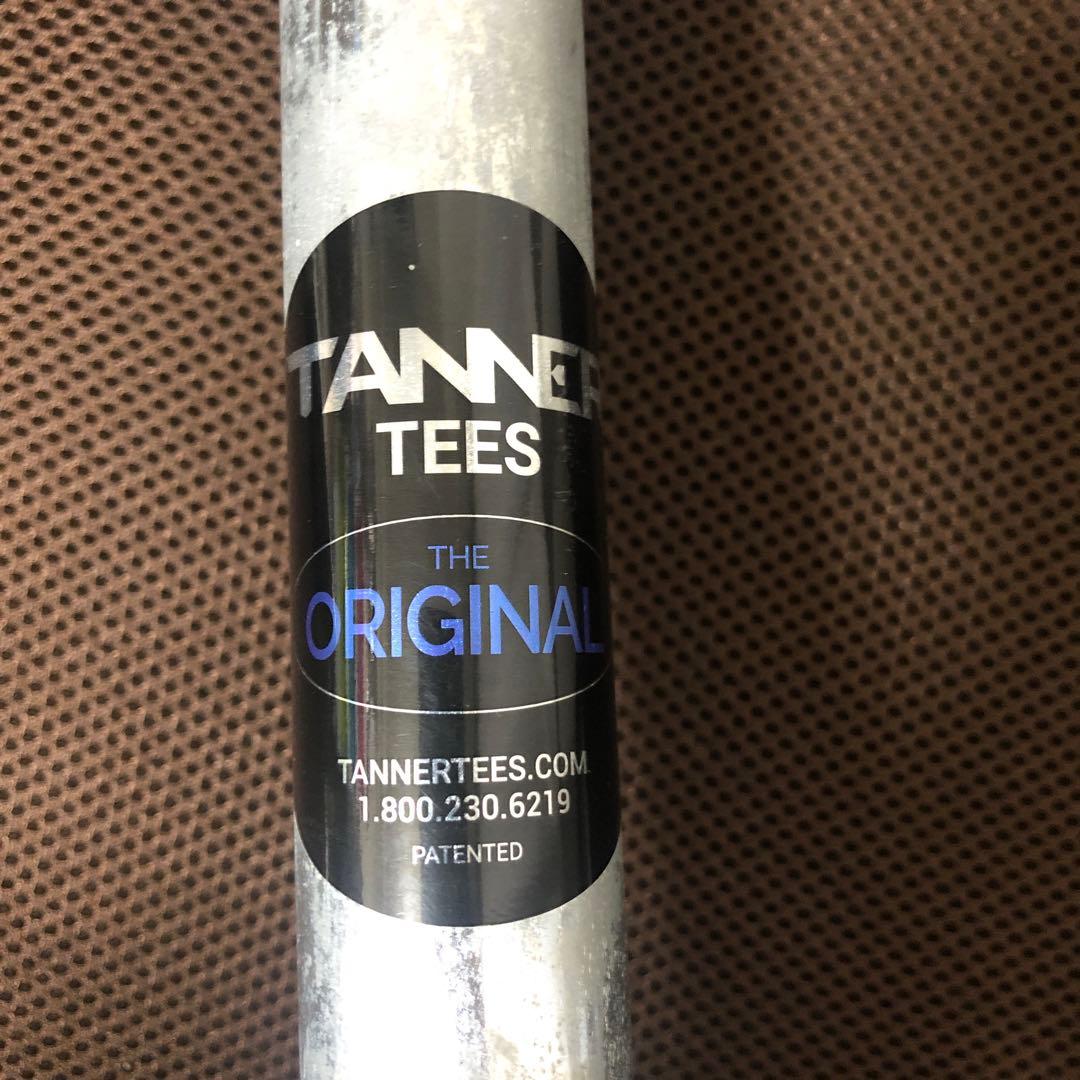 TANNER
TEES
THE
ORIGINAL
TANNERTEES.COM
1.800.230.6219
PATENTED